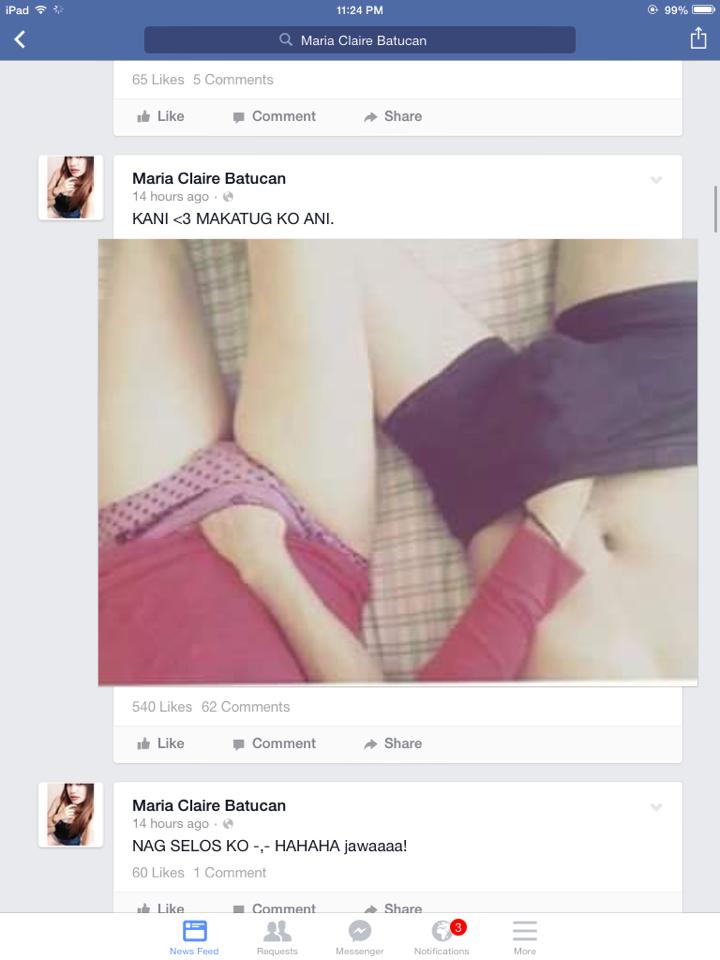 iPad 11:24 PM 99%
Maria Claire Batucan
65 Likes 5 Comments
Like Comment Share
Maria Claire Batucan
14 hours ago ·
KANI <3 MAKATUG KO ANI.
540 Likes 62 Comments
Like Comment Share
Maria Claire Batucan
14 hours ago ·
NAG SELOS KO -,- HAHAHA jawaaaa!
60 Likes 1 Comment
Like Comment Share
3
News Feed Requests Messenger Notifications More